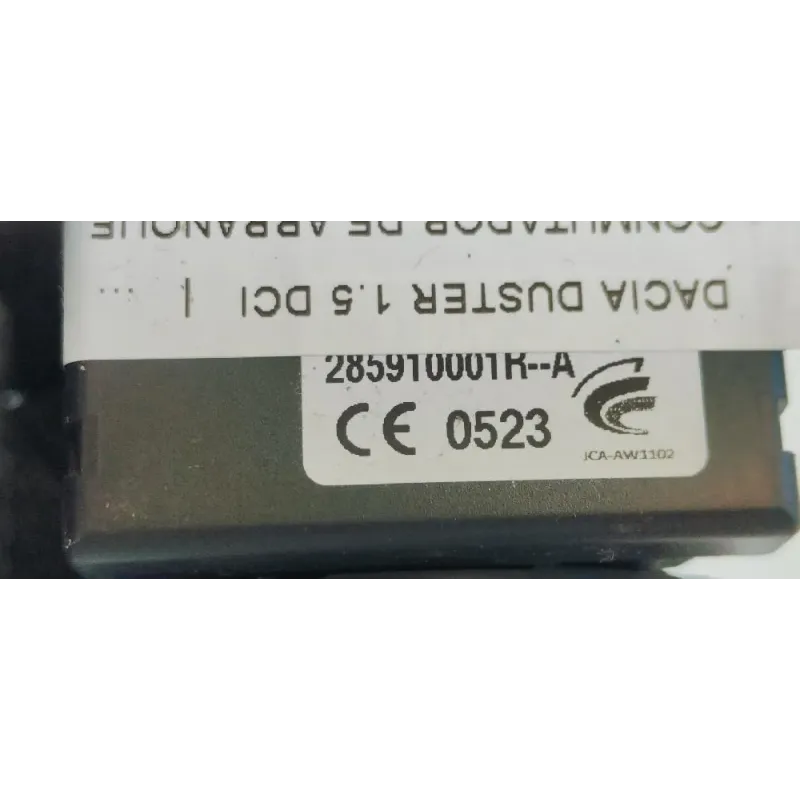 CONMUTADOR DE ARRANQUE
DACIA DUSTER 1.5 DCI | ...
285910001R--A
CE 0523
JCA-AW1102